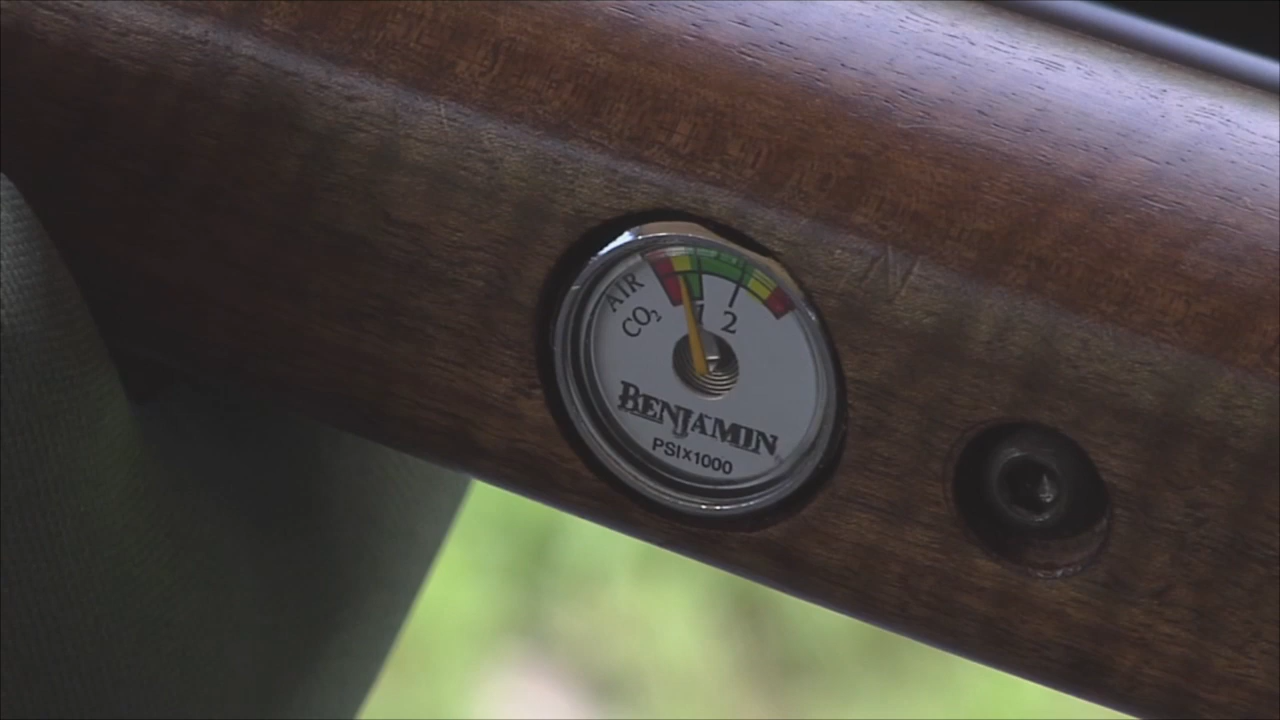 AIR
CO₂
1 2
BENJAMIN
PSIX1000